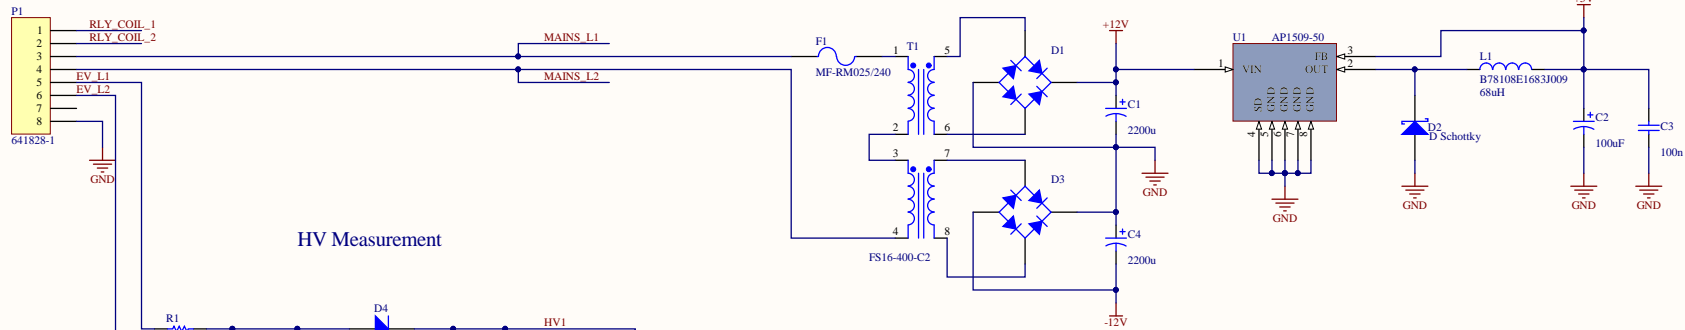 P1
1 RLY_COIL_1
2 RLY_COIL_2
3
4
5 EV_L1
6 EV_L2
7
8
641828-1
GND
MAINS_L1
MAINS_L2
F1
MF-RM025/240
T1
1
2
3
4
5
6
7
8
FS16-400-C2
D1
D3
+12V
C1
2200u
GND
C4
2200u
-12V
U1 AP1509-50
1 VIN
FB 3
OUT 2
SD GND GND GND GND
4 5 6 7 8
GND
L1
B78108E1683J009
68uH
D2
D Schottky
GND
C2
100uF
GND
C3
100n
GND
HV Measurement
R1
D4
HV1